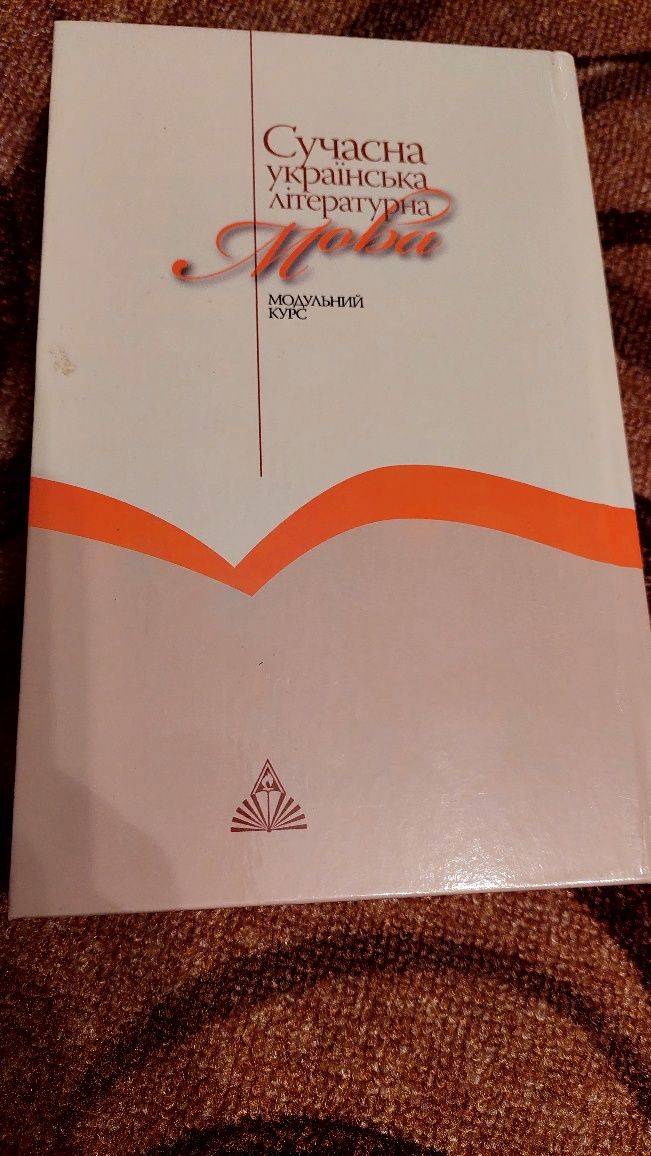 Сучасна
українська
літературна
Мова
МОДУЛЬНИЙ
КУРС